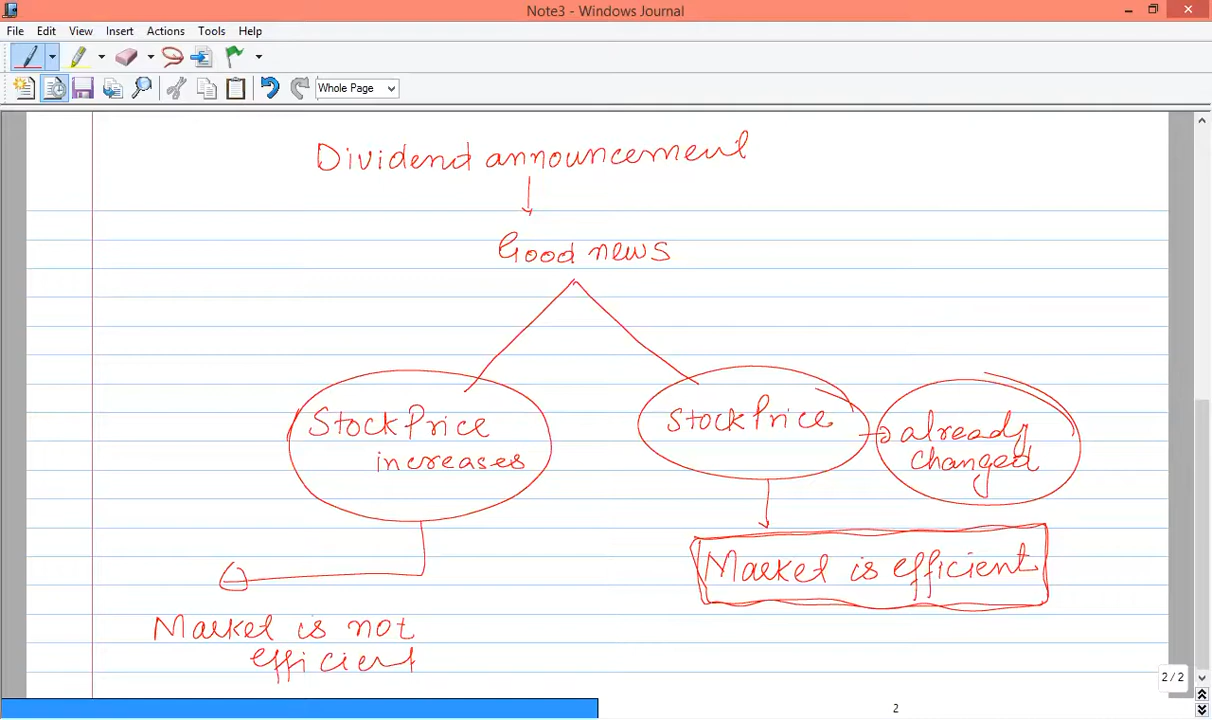 Note3 - Windows Journal
File Edit View Insert Actions Tools Help
Whole Page
Dividend announcement
Good news
Stock Price
increases
Stock Price
already
changed
Market is efficient
Market is not
efficient
2 / 2
2